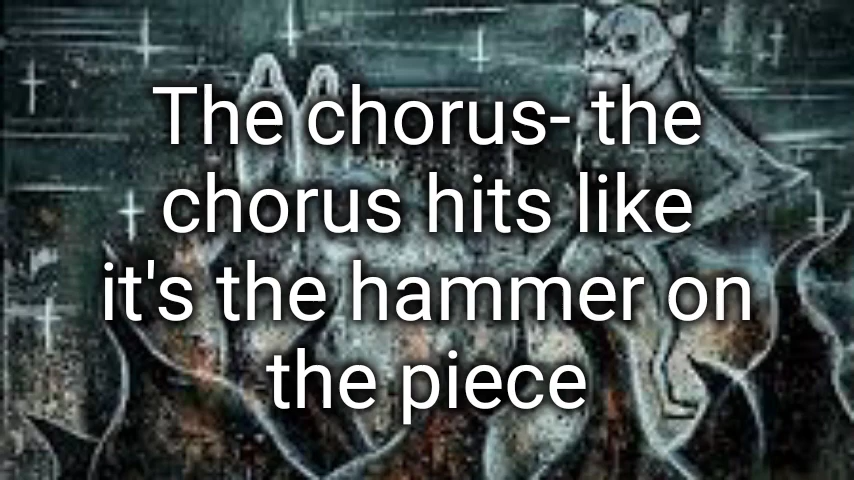 The chorus- the
chorus hits like
it's the hammer on
the piece